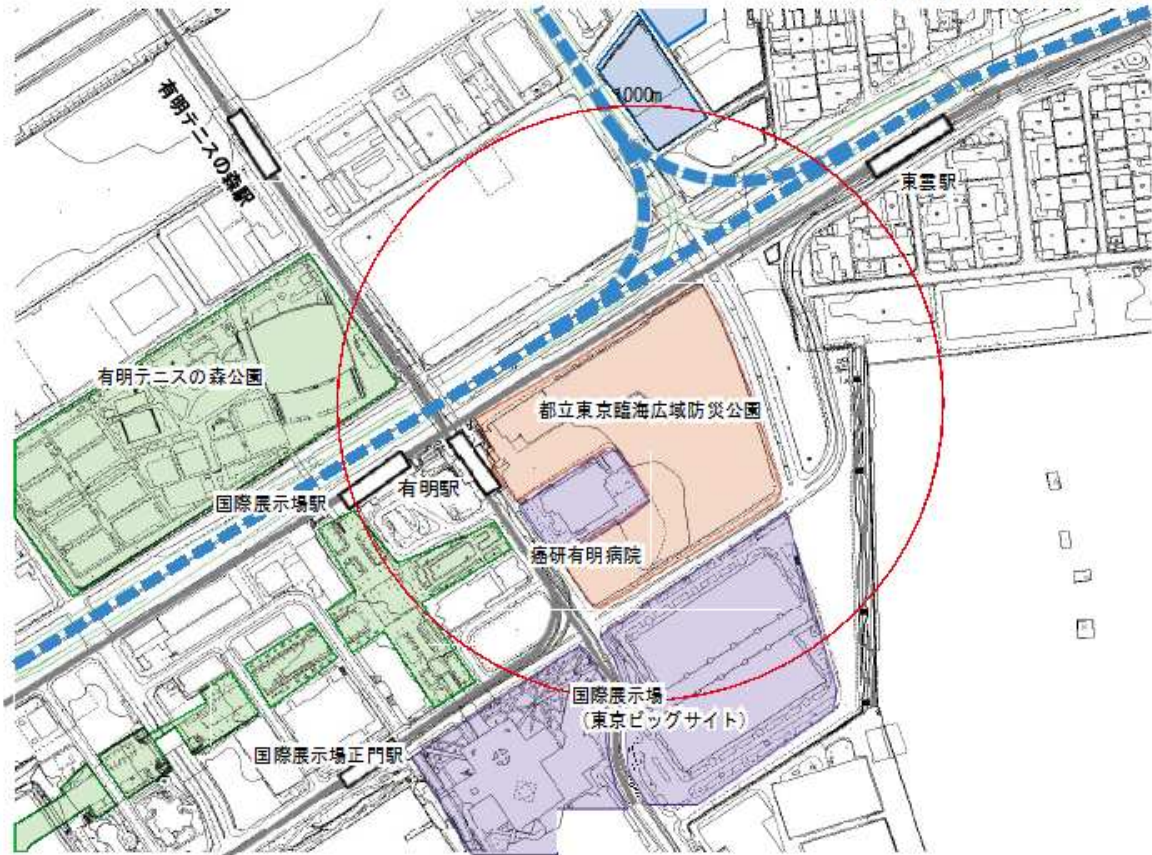 1,000m
有明テニスの森駅
東雲駅
有明テニスの森公園
都立東京臨海広域防災公園
国際展示場駅
有明駅
癌研有明病院
国際展示場
(東京ビッグサイト)
国際展示場正門駅